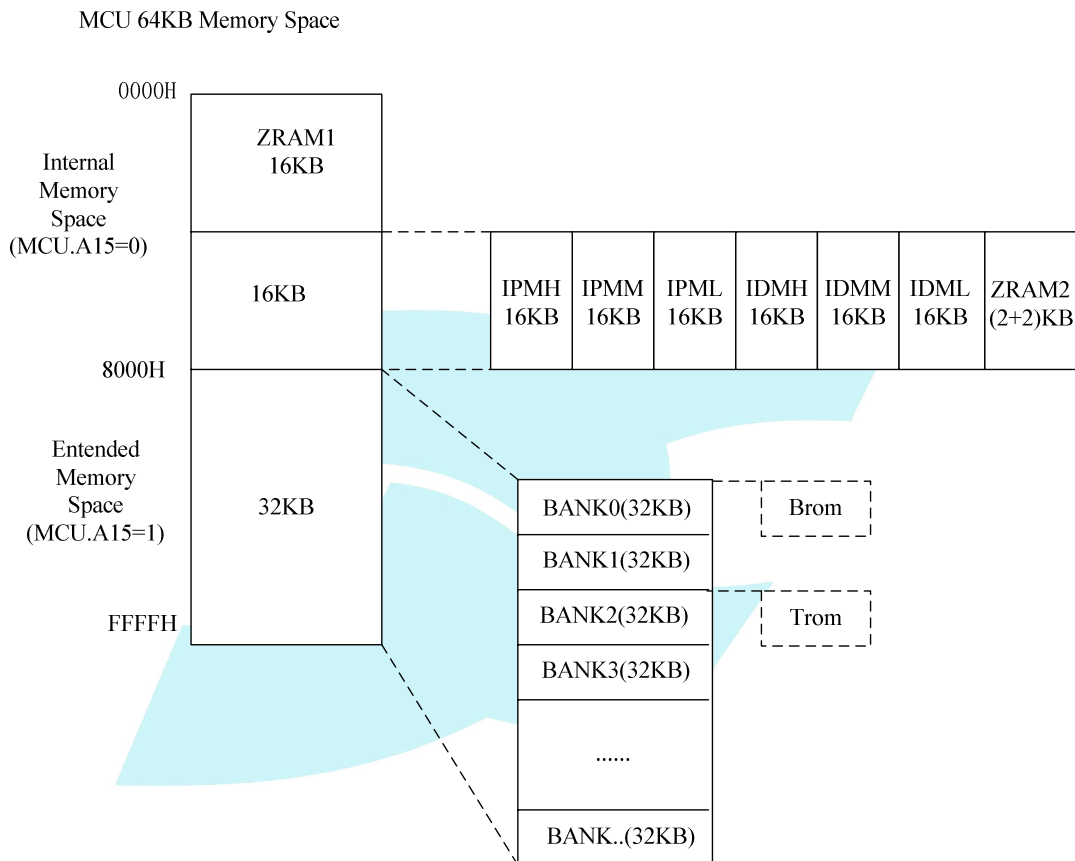 MCU 64KB Memory Space
0000H
ZRAM1
16KB
Internal
Memory
Space
(MCU.A15=0)
16KB
IPMH
16KB
IPMM
16KB
IPML
16KB
IDMH
16KB
IDMM
16KB
IDML
16KB
ZRAM2
(2+2)KB
8000H
Entended
Memory
Space
(MCU.A15=1)
32KB
FFFFH
BANK0(32KB)
BANK1(32KB)
BANK2(32KB)
BANK3(32KB)
......
BANK..(32KB)
Brom
Trom